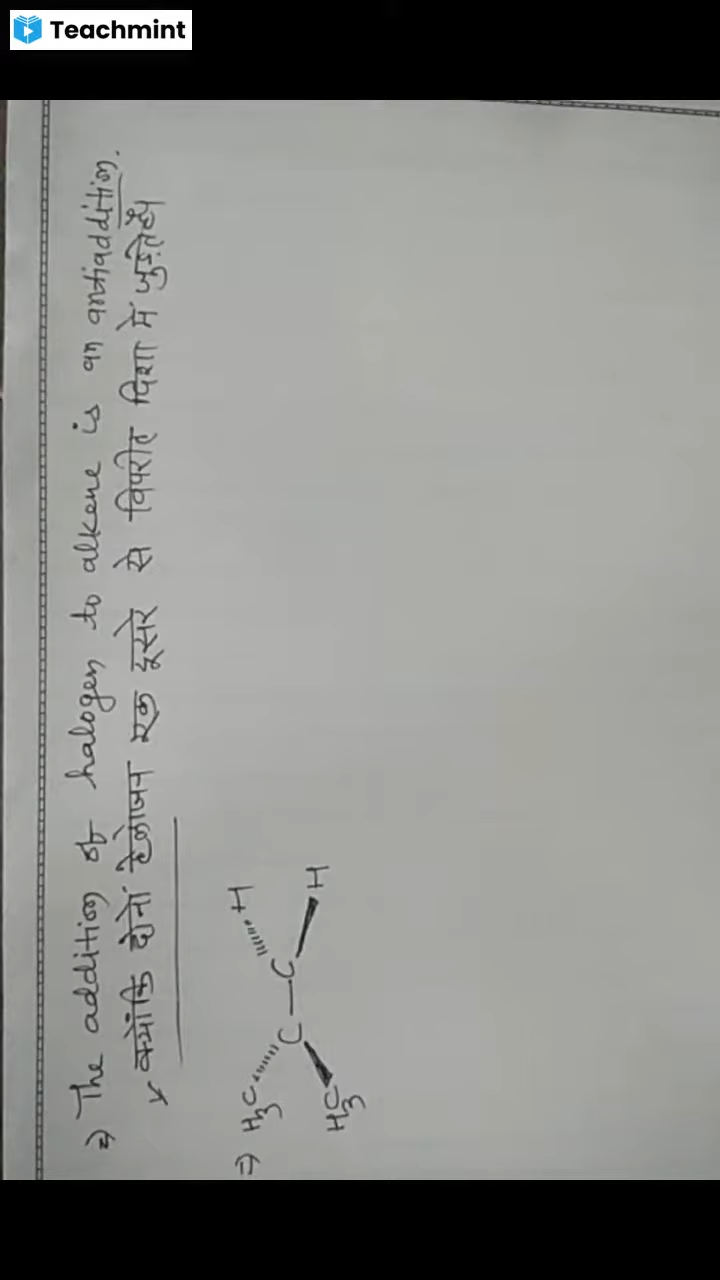 Teachmint
=) The addition of halogen to alkene is an antiaddition.
क्योंकि दोनों हैलोजन एक दूसरे से विपरीत दिशा में जुड़ते हैं
=) H3C H
C — C
H3C H